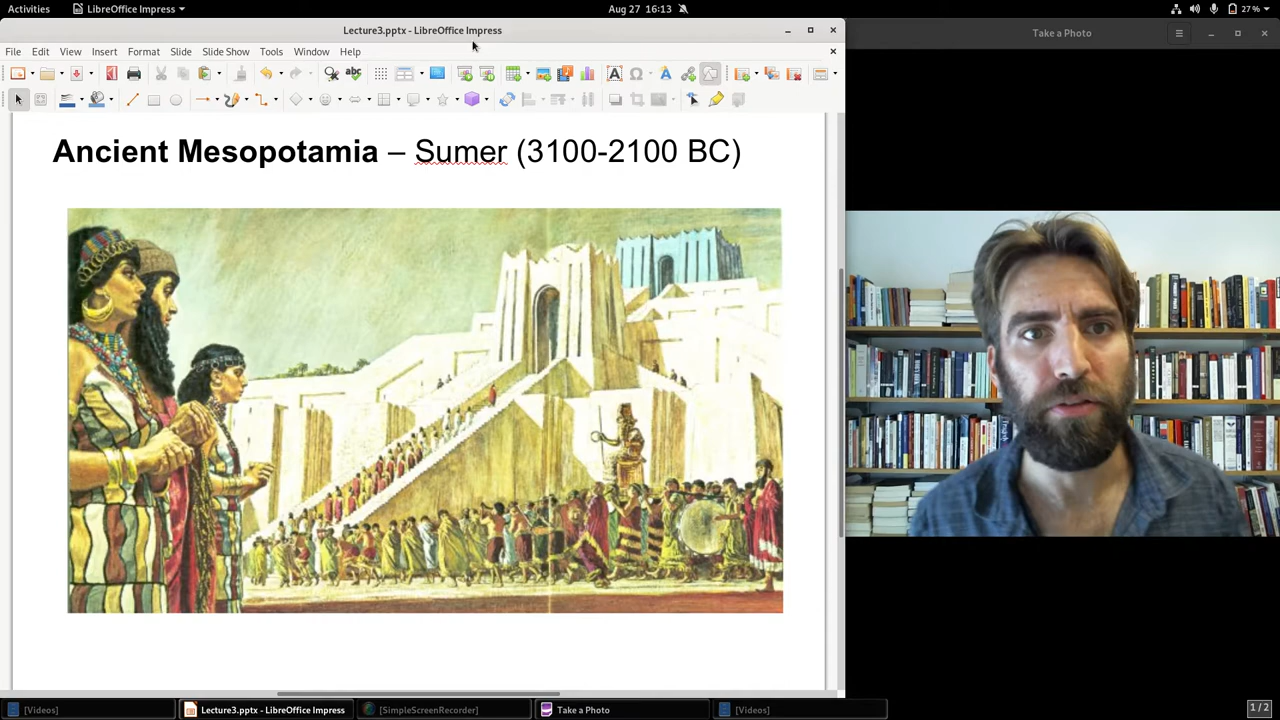 Activities
LibreOffice Impress
Aug 27 16:13
27 %
Lecture3.pptx - LibreOffice Impress
Take a Photo
File Edit View Insert Format Slide Slide Show Tools Window Help
Ancient Mesopotamia – Sumer (3100-2100 BC)
[Videos]
Lecture3.pptx - LibreOffice Impress
[SimpleScreenRecorder]
Take a Photo
[Videos]
1 / 2